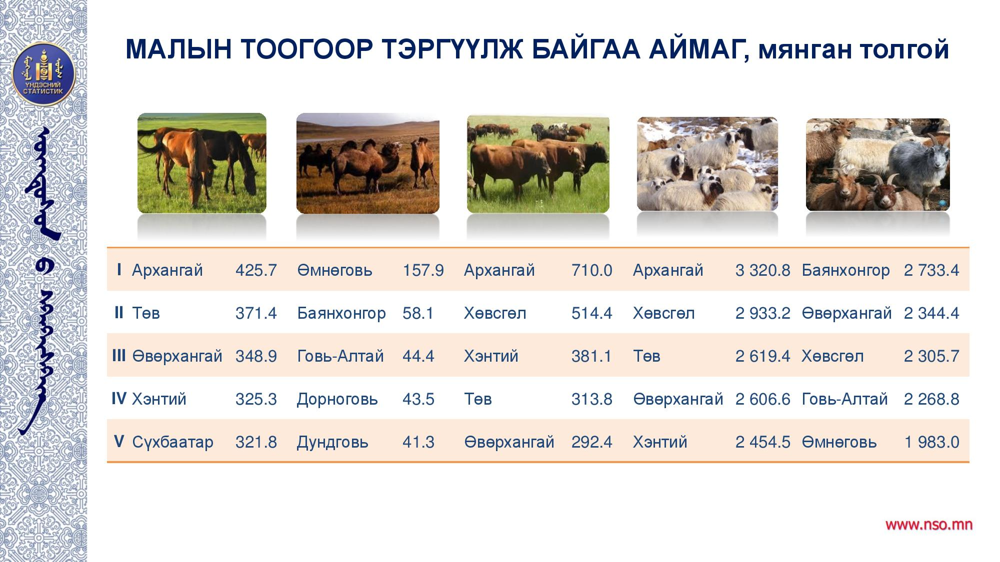 МАЛЫН ТООГООР ТЭРГҮҮЛЖ БАЙГАА АЙМАГ, мянган толгой
ҮНДЭСНИЙ
СТАТИСТИК
I Архангай 425.7 Өмнөговь 157.9 Архангай 710.0 Архангай 3 320.8 Баянхонгор 2 733.4
II Төв 371.4 Баянхонгор 58.1 Хөвсгөл 514.4 Хөвсгөл 2 933.2 Өвөрхангай 2 344.4
III Өвөрхангай 348.9 Говь-Алтай 44.4 Хэнтий 381.1 Төв 2 619.4 Хөвсгөл 2 305.7
IV Хэнтий 325.3 Дорноговь 43.5 Төв 313.8 Өвөрхангай 2 606.6 Говь-Алтай 2 268.8
V Сүхбаатар 321.8 Дундговь 41.3 Өвөрхангай 292.4 Хэнтий 2 454.5 Өмнөговь 1 983.0
www.nso.mn